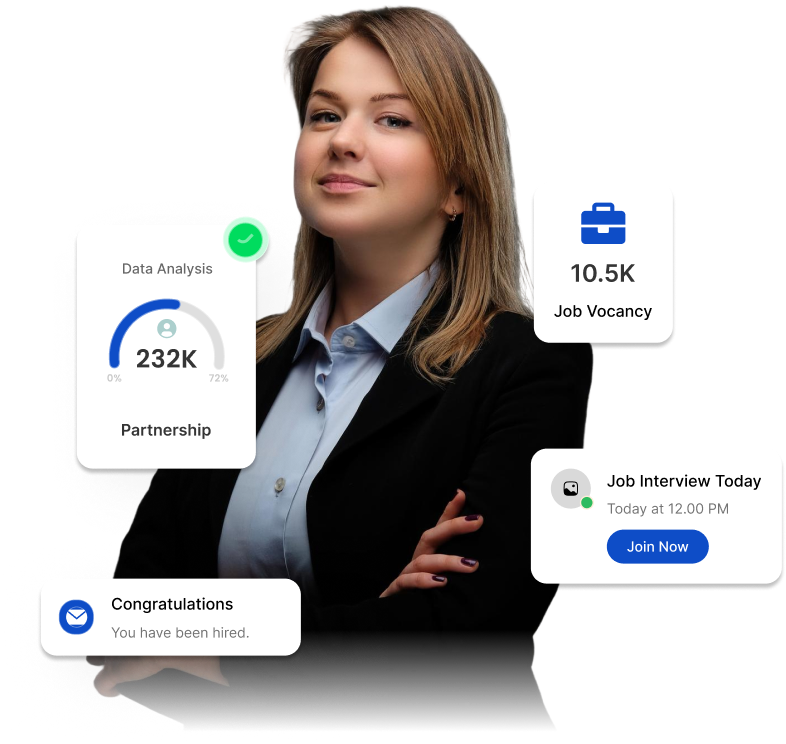 Data Analysis
232K
0%
72%
Partnership
10.5K
Job Vocancy
Job Interview Today
Today at 12.00 PM
Join Now
Congratulations
You have been hired.